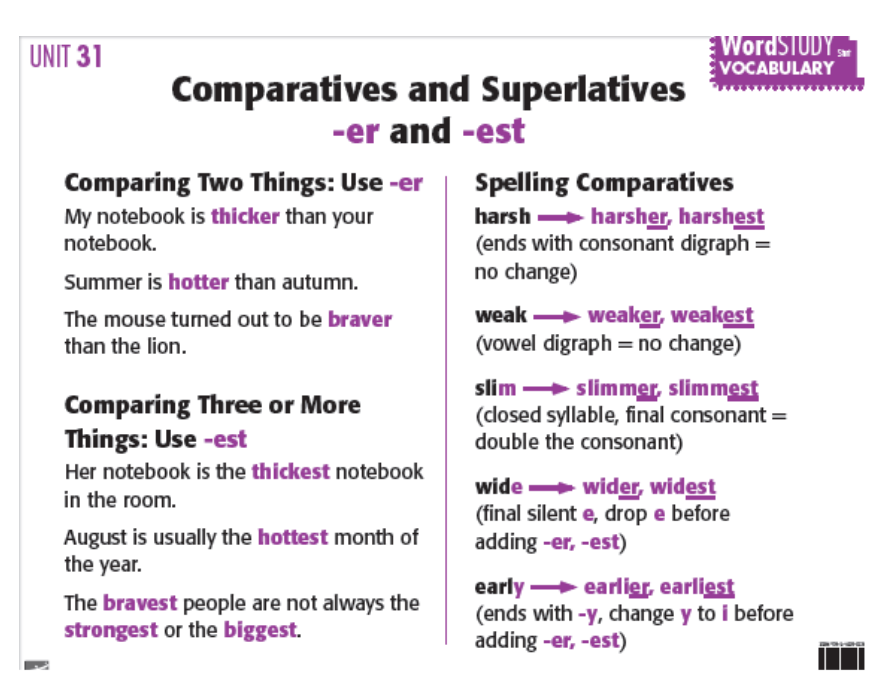 UNIT 31
WordSTUDY
VOCABULARY
Comparatives and Superlatives
-er and -est
Comparing Two Things: Use -er
My notebook is thicker than your
notebook.
Summer is hotter than autumn.
The mouse turned out to be braver
than the lion.
Comparing Three or More
Things: Use -est
Her notebook is the thickest notebook
in the room.
August is usually the hottest month of
the year.
The bravest people are not always the
strongest or the biggest.
Spelling Comparatives
harsh → harsher, harshest
(ends with consonant digraph =
no change)
weak → weaker, weakest
(vowel digraph = no change)
slim → slimmer, slimmest
(closed syllable, final consonant =
double the consonant)
wide → wider, widest
(final silent e, drop e before
adding -er, -est)
early → earlier, earliest
(ends with -y, change y to i before
adding -er, -est)